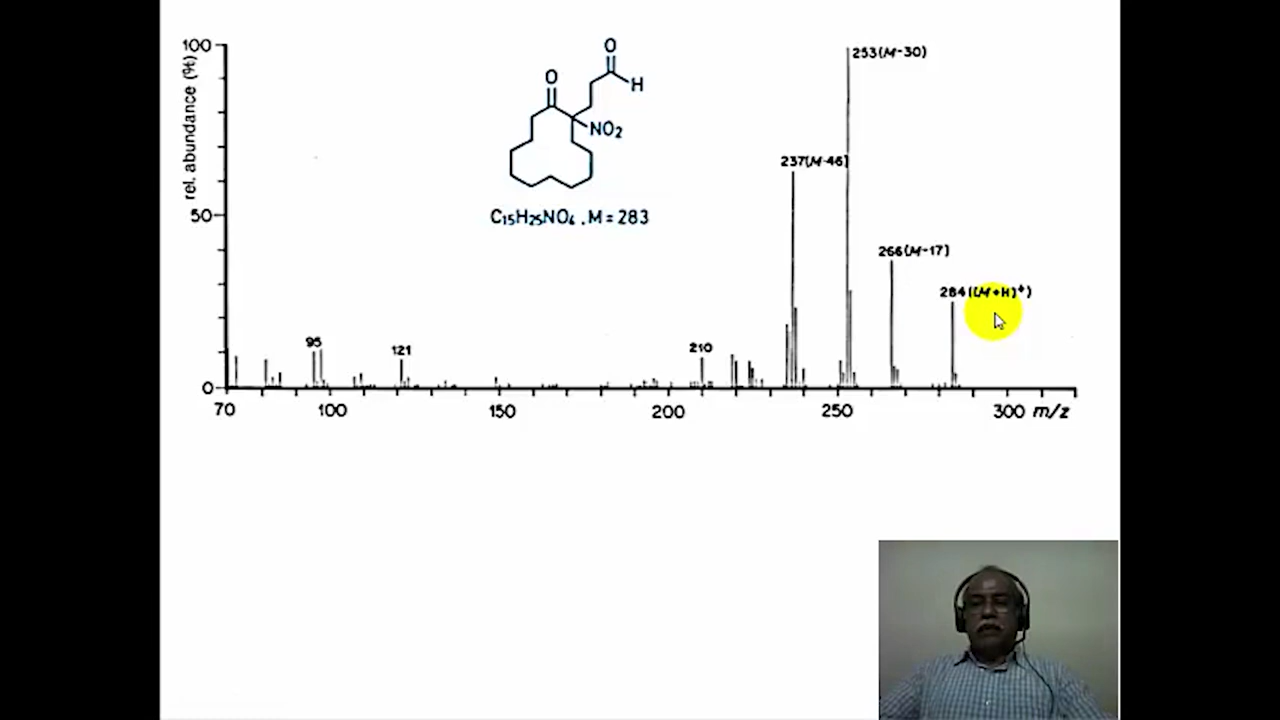 100
rel. abundance (%)
50
0
O
O
H
NO₂
C₁₅H₂₅NO₄ . M = 283
253(M-30)
237(M-46)
266(M-17)
284((M+H)⁺)
95
121
210
70 100 150 200 250 300 m/z